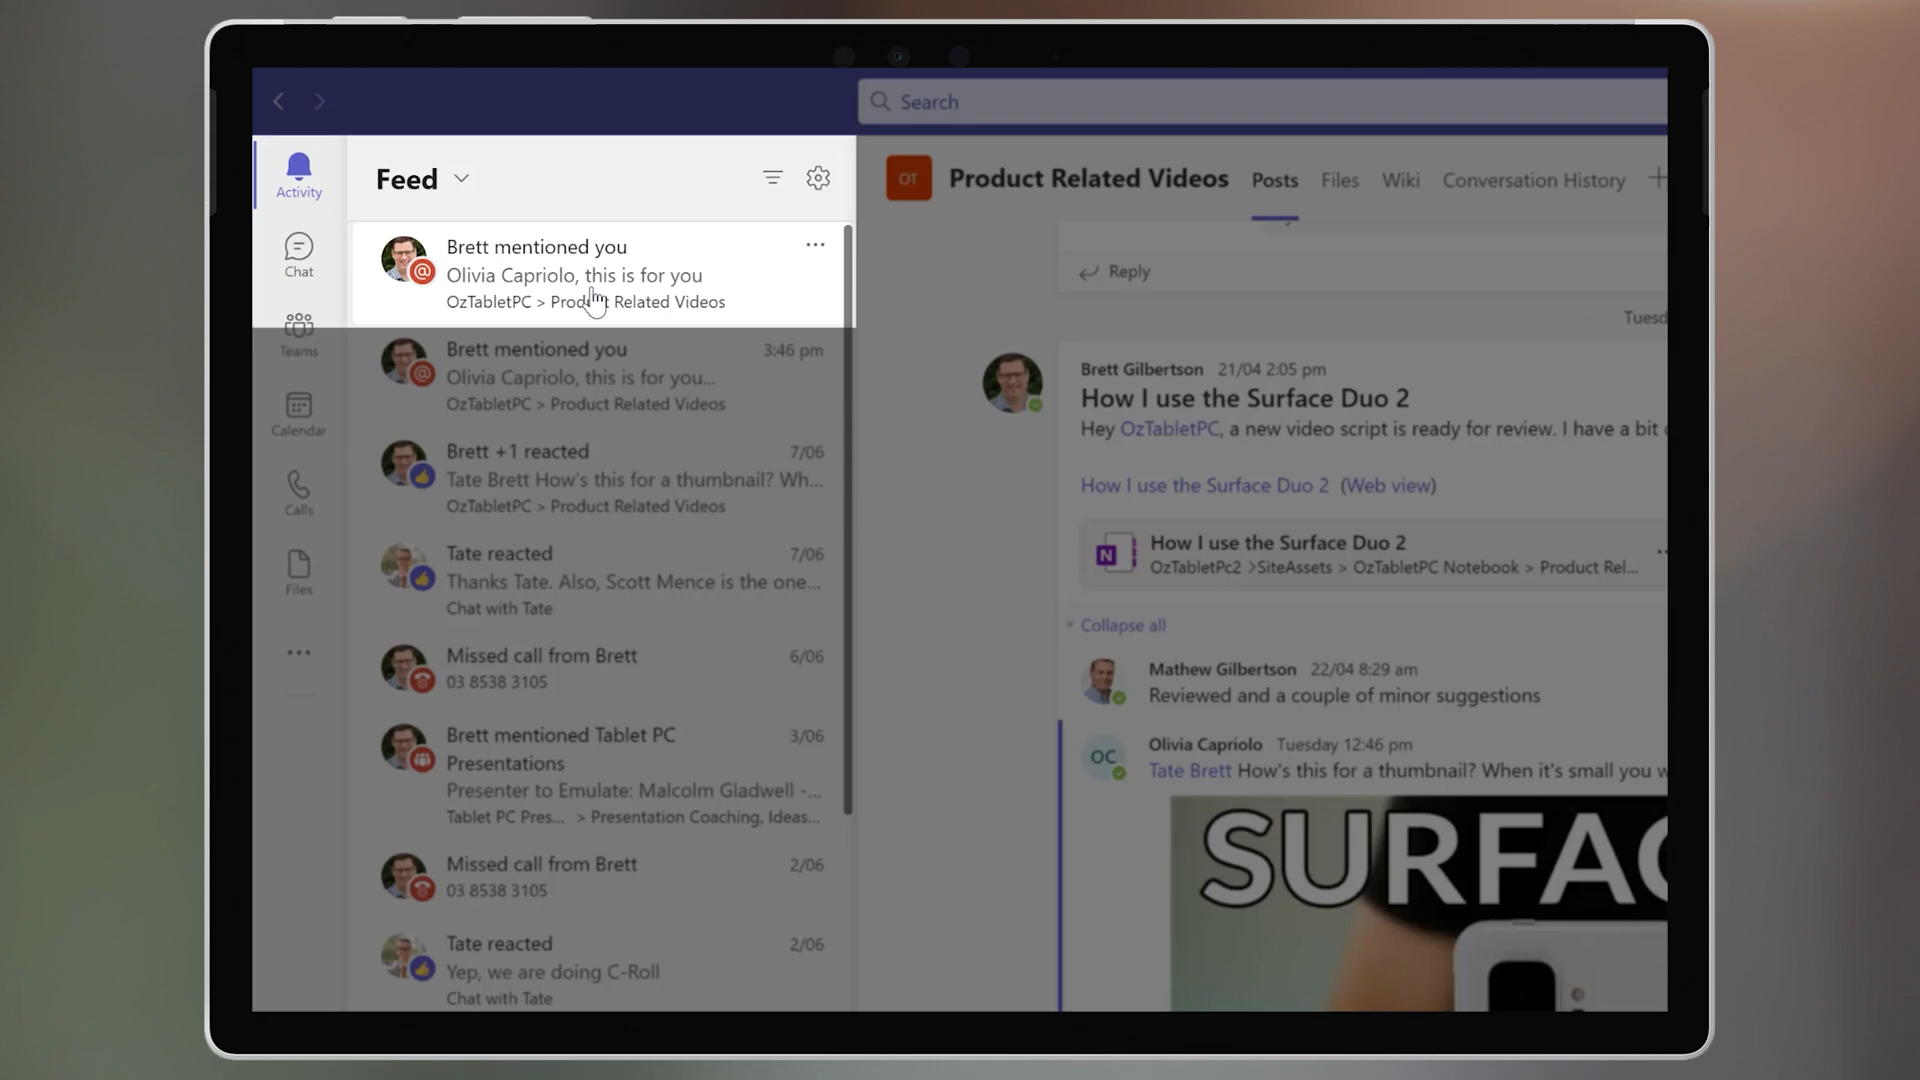 Search
Activity
Chat
Teams
Calendar
Calls
Files
Feed
Brett mentioned you
Olivia Capriolo, this is for you
OzTabletPC > Product Related Videos
Brett mentioned you 3:46 pm
Olivia Capriolo, this is for you...
OzTabletPC > Product Related Videos
Brett +1 reacted 7/06
Tate Brett How's this for a thumbnail? Wh...
OzTabletPC > Product Related Videos
Tate reacted 7/06
Thanks Tate. Also, Scott Mence is the one...
Chat with Tate
Missed call from Brett 6/06
03 8538 3105
Brett mentioned Tablet PC 3/06
Presentations
Presenter to Emulate: Malcolm Gladwell -...
Tablet PC Pres... > Presentation Coaching, Ideas...
Missed call from Brett 2/06
03 8538 3105
Tate reacted 2/06
Yep, we are doing C-Roll
Chat with Tate
OT Product Related Videos Posts Files Wiki Conversation History
Reply
Tuesd
Brett Gilbertson 21/04 2:05 pm
How I use the Surface Duo 2
Hey OzTabletPC, a new video script is ready for review. I have a bit
How I use the Surface Duo 2 (Web view)
N How I use the Surface Duo 2
OzTabletPc2 >SiteAssets > OzTabletPC Notebook > Product Rel...
Collapse all
Mathew Gilbertson 22/04 8:29 am
Reviewed and a couple of minor suggestions
OC Olivia Capriolo Tuesday 12:46 pm
Tate Brett How's this for a thumbnail? When it's small you w
SURFAC